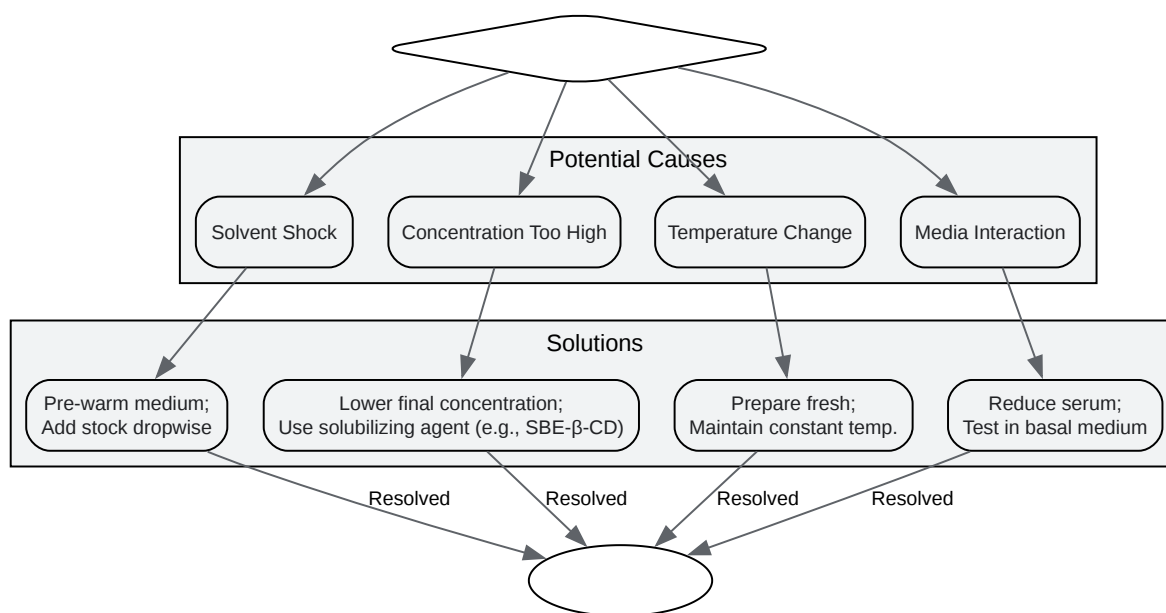 Potential Causes
Solvent Shock
Concentration Too High
Temperature Change
Media Interaction
Solutions
Pre-warm medium;
Add stock dropwise
Lower final concentration;
Use solubilizing agent (e.g., SBE-β-CD)
Prepare fresh;
Maintain constant temp.
Reduce serum;
Test in basal medium
Resolved
Resolved
Resolved
Resolved